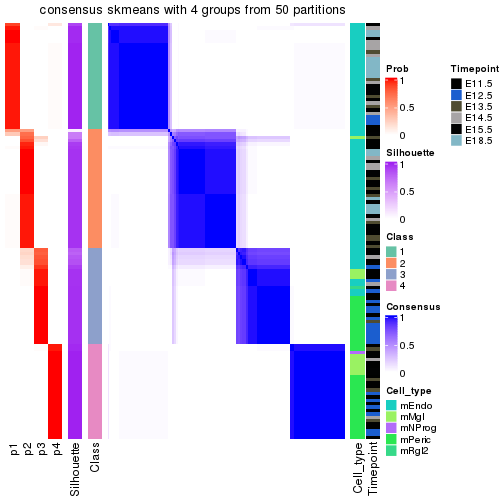 consensus skmeans with 4 groups from 50 partitions
Prob
1
0.5
0
Silhouette
1
0.5
0
Class
1
2
3
4
Consensus
1
0.5
0
Cell_type
mEndo
mMgl
mNProg
mPeric
mRgl2
Timepoint
E11.5
E12.5
E13.5
E14.5
E15.5
E18.5
p1
p2
p3
p4
Silhouette
Class
Cell_type
Timepoint